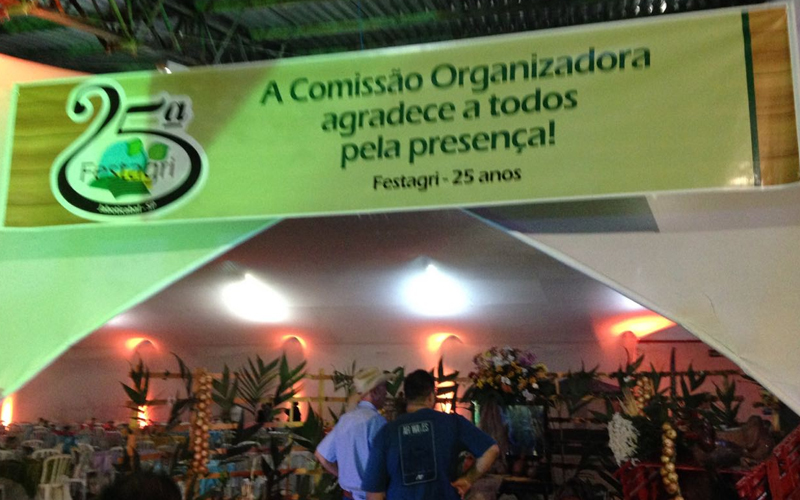 25ª
Festagri
A Comissão Organizadora
agradece a todos
pela presença!
Festagri - 25 anos